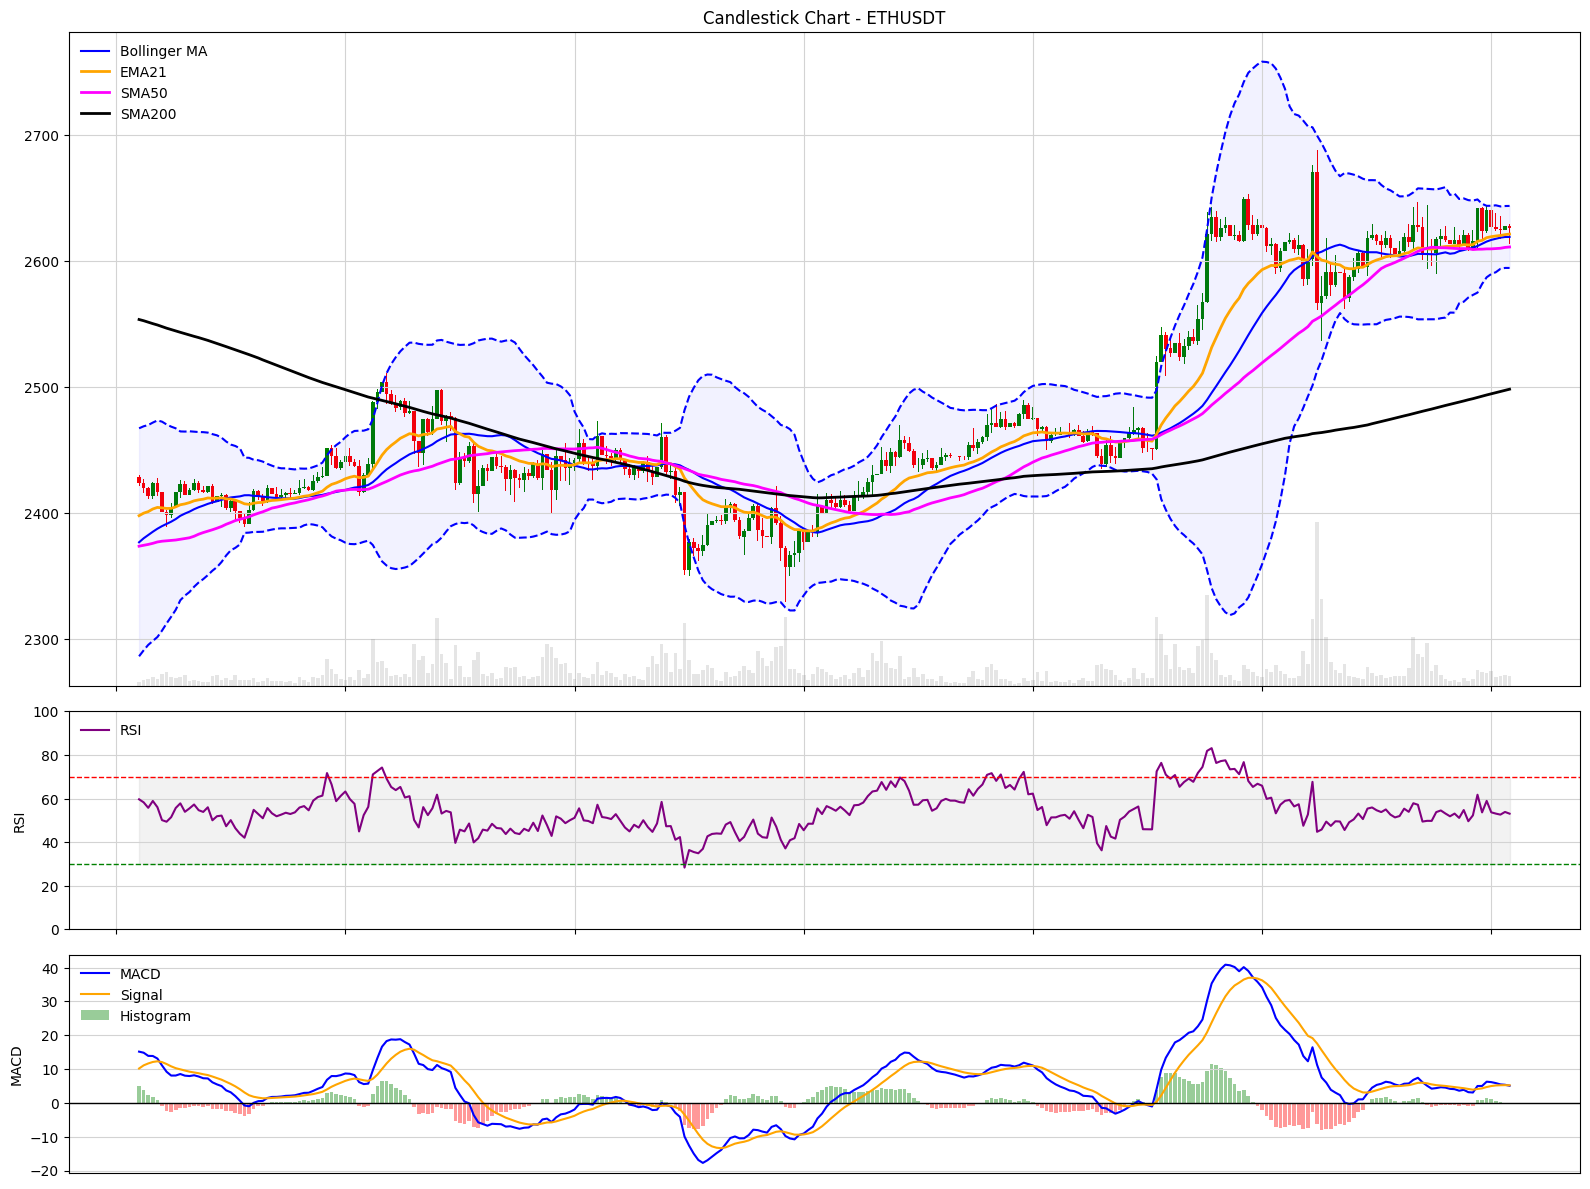 Candlestick Chart - ETHUSDT
Bollinger MA
EMA21
SMA50
SMA200
2700
2600
2500
2400
2300
100
RSI
80
60
RSI
40
20
0
MACD
40
Signal
30
Histogram
20
MACD
10
0
−10
−20